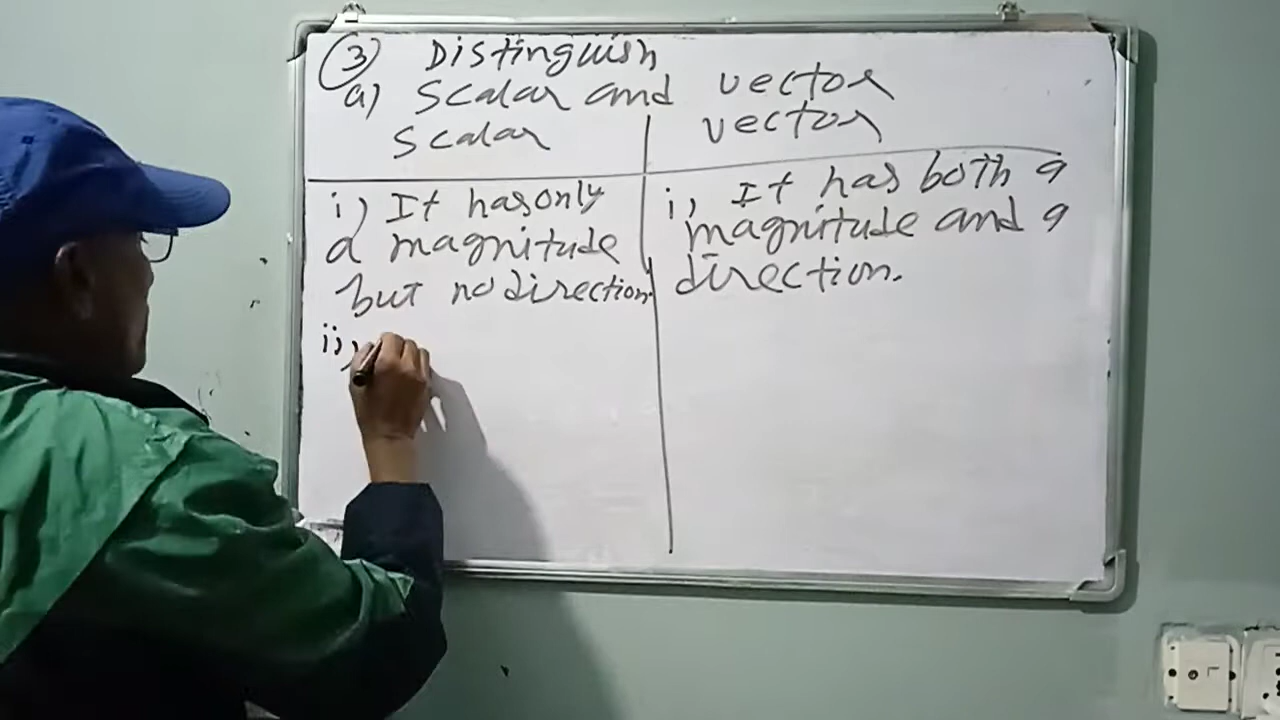 3) Distinguish
a) Scalar and vector
Scalar
vector
i) It has only
a magnitude
but no direction.
ii)
i) It has both a
magnitude and a
direction.